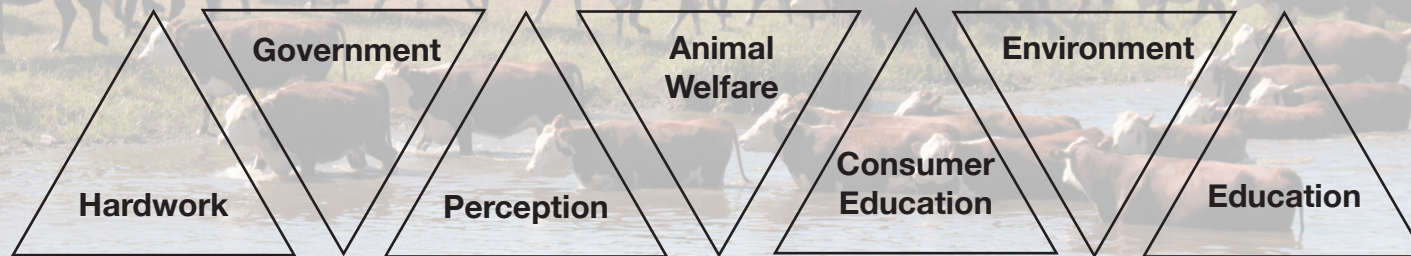 Hardwork
Government
Perception
Animal
Welfare
Consumer
Education
Environment
Education